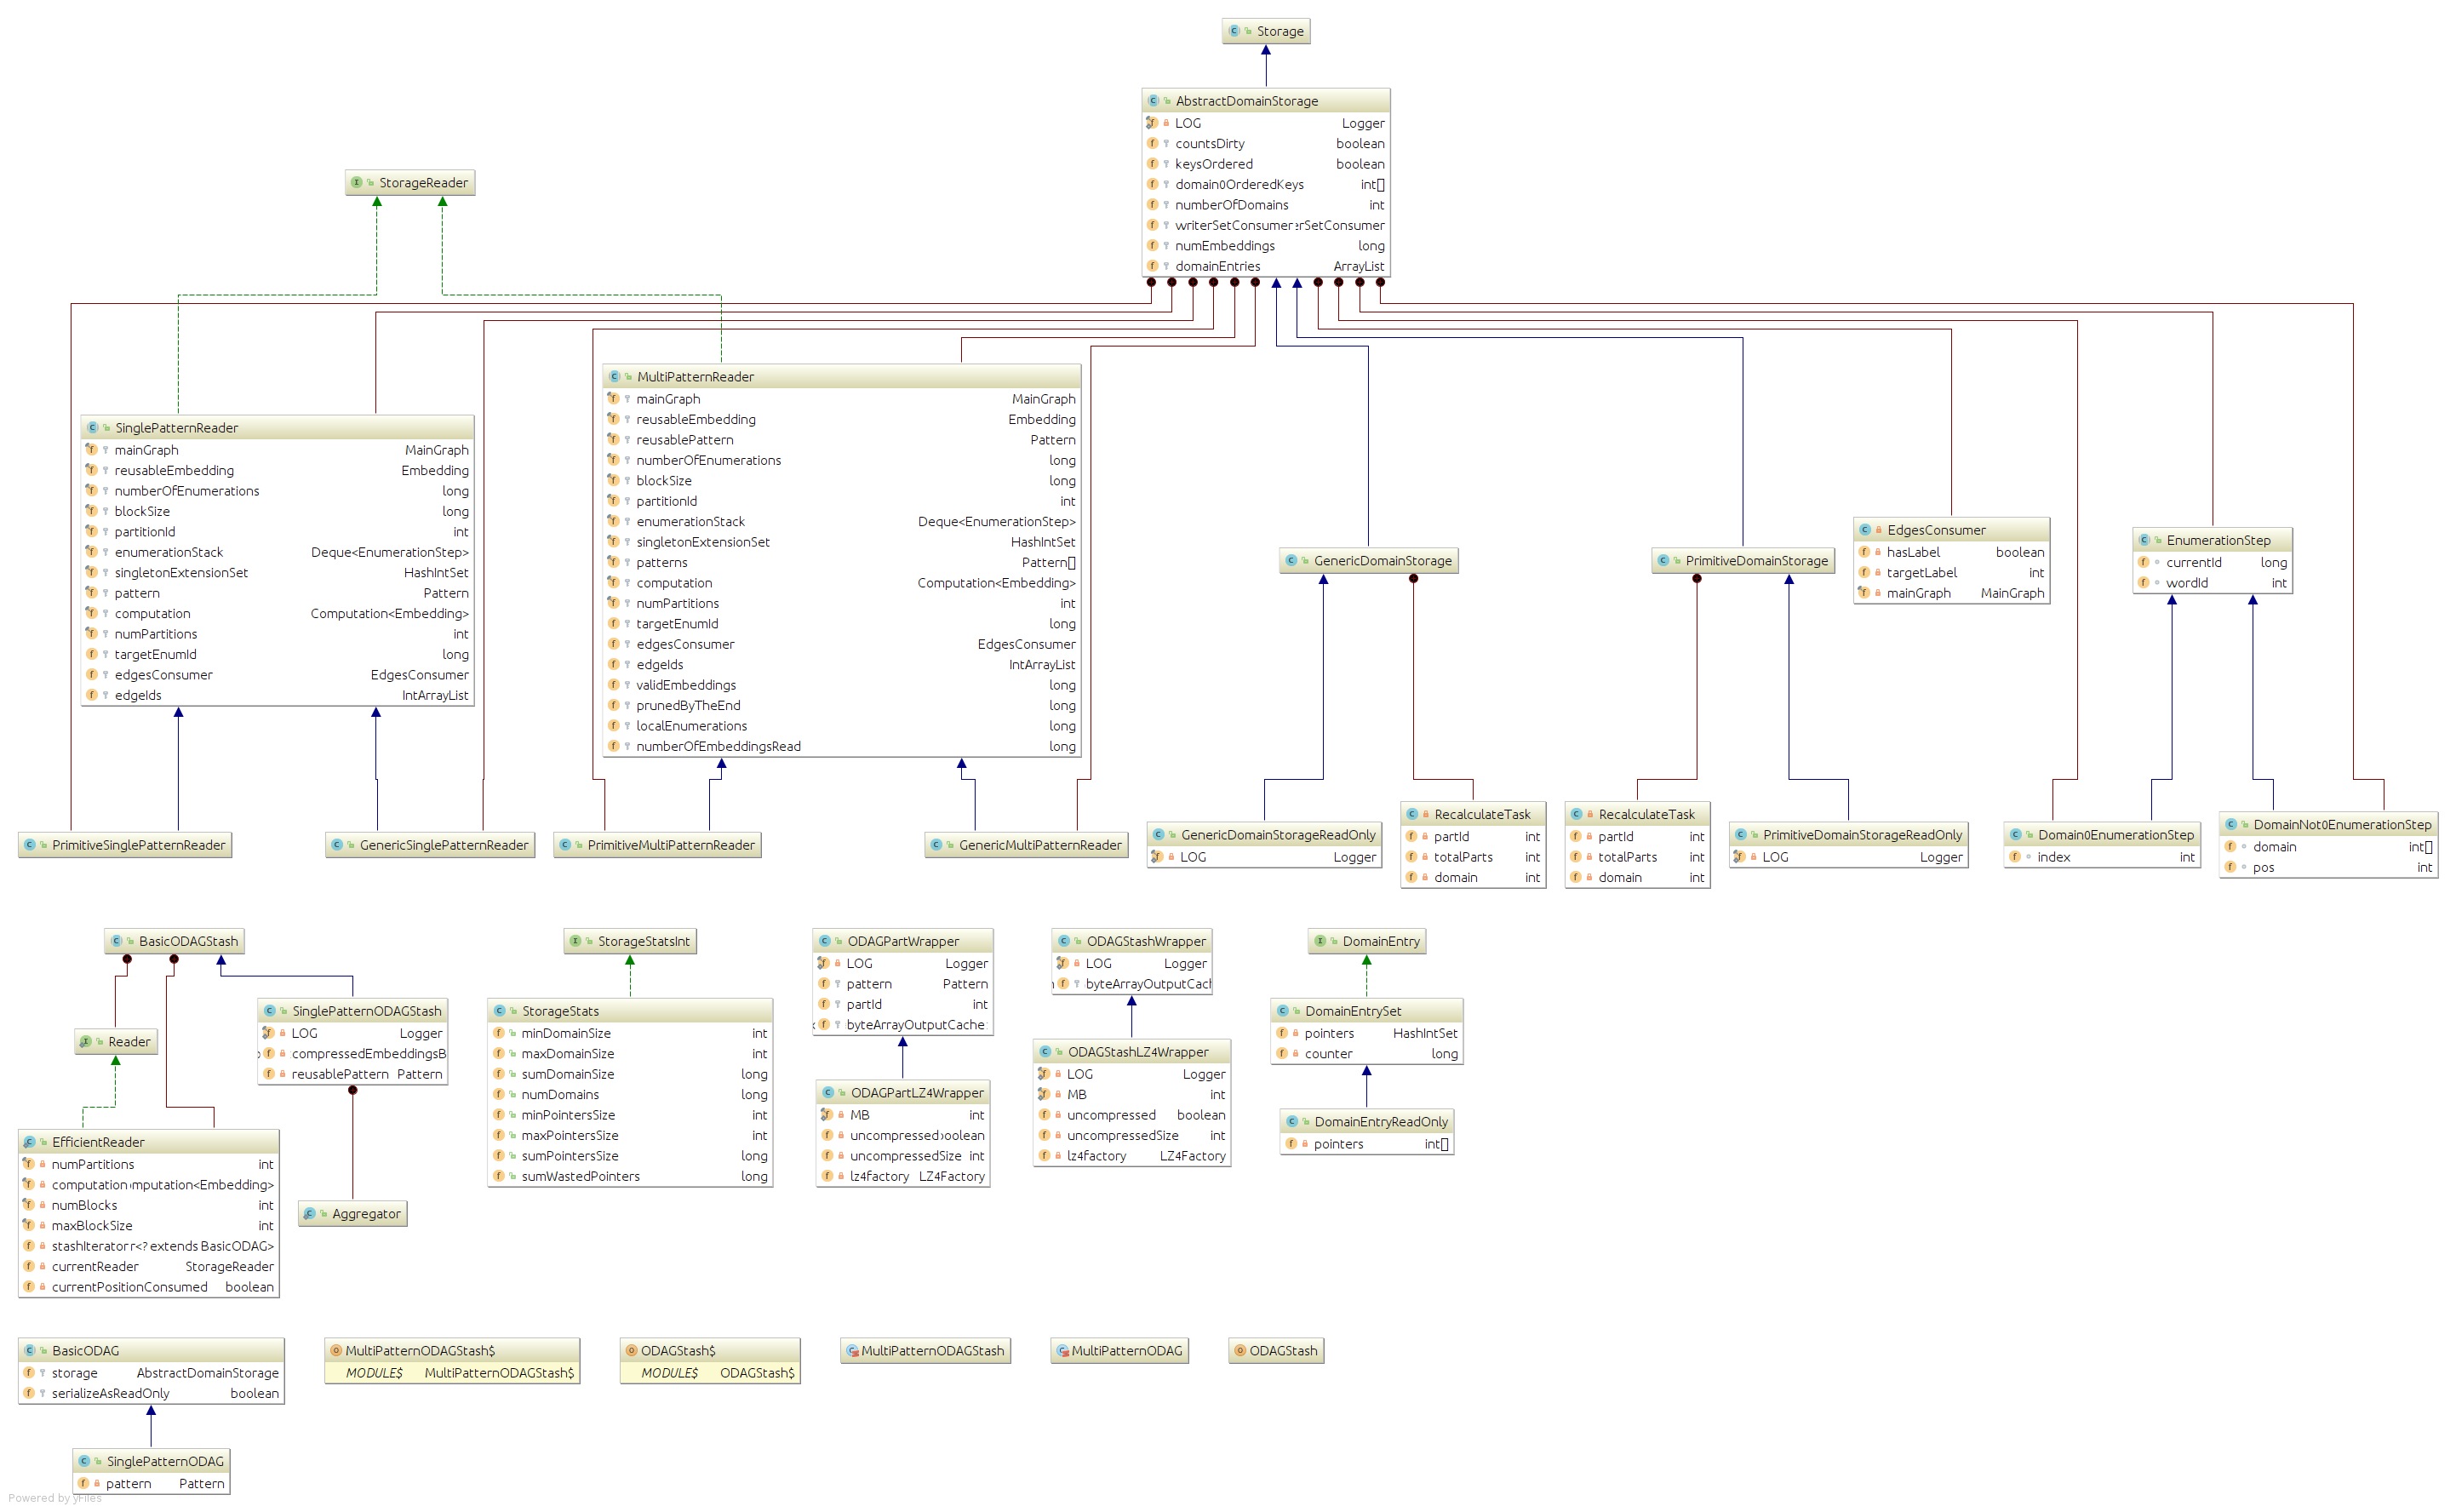 Storage
AbstractDomainStorage
LOG Logger
countsDirty boolean
keysOrdered boolean
domain0OrderedKeys int[]
numberOfDomains int
writerSetConsumer rSetConsumer
numEmbeddings long
domainEntries ArrayList
StorageReader
MultiPatternReader
mainGraph MainGraph
reusableEmbedding Embedding
reusablePattern Pattern
numberOfEnumerations long
blockSize long
partitionId int
enumerationStack Deque<EnumerationStep>
singletonExtensionSet HashIntSet
patterns Pattern[]
computation Computation<Embedding>
numPartitions int
targetEnumId long
edgesConsumer EdgesConsumer
edgeIds IntArrayList
validEmbeddings long
prunedByTheEnd long
localEnumerations long
numberOfEmbeddingsRead long
SinglePatternReader
mainGraph MainGraph
reusableEmbedding Embedding
numberOfEnumerations long
blockSize long
partitionId int
enumerationStack Deque<EnumerationStep>
singletonExtensionSet HashIntSet
pattern Pattern
computation Computation<Embedding>
numPartitions int
targetEnumId long
edgesConsumer EdgesConsumer
edgeIds IntArrayList
GenericDomainStorage
PrimitiveDomainStorage
EdgesConsumer
hasLabel boolean
targetLabel int
mainGraph MainGraph
EnumerationStep
currentId long
wordId int
PrimitiveSinglePatternReader
GenericSinglePatternReader
PrimitiveMultiPatternReader
GenericMultiPatternReader
GenericDomainStorageReadOnly
LOG Logger
RecalculateTask
partId int
totalParts int
domain int
RecalculateTask
partId int
totalParts int
domain int
PrimitiveDomainStorageReadOnly
LOG Logger
Domain0EnumerationStep
index int
DomainNot0EnumerationStep
domain int[]
pos int
BasicODAGStash
Reader
SinglePatternODAGStash
LOG Logger
compressedEmbeddingsB
reusablePattern Pattern
EfficientReader
numPartitions int
computation mputation<Embedding>
numBlocks int
maxBlockSize int
stashIterator r<? extends BasicODAG>
currentReader StorageReader
currentPositionConsumed boolean
Aggregator
StorageStatsInt
StorageStats
minDomainSize int
maxDomainSize int
sumDomainSize long
numDomains long
minPointersSize int
maxPointersSize int
sumPointersSize long
sumWastedPointers long
ODAGPartWrapper
LOG Logger
pattern Pattern
partId int
byteArrayOutputCache
ODAGPartLZ4Wrapper
MB int
uncompressed boolean
uncompressedSize int
lz4factory LZ4Factory
ODAGStashWrapper
LOG Logger
byteArrayOutputCach
ODAGStashLZ4Wrapper
LOG Logger
MB int
uncompressed boolean
uncompressedSize int
lz4factory LZ4Factory
DomainEntry
DomainEntrySet
pointers HashIntSet
counter long
DomainEntryReadOnly
pointers int[]
BasicODAG
storage AbstractDomainStorage
serializeAsReadOnly boolean
MultiPatternODAGStash$
MODULE$ MultiPatternODAGStash$
ODAGStash$
MODULE$ ODAGStash$
MultiPatternODAGStash
MultiPatternODAG
ODAGStash
SinglePatternODAG
pattern Pattern
Powered by yFiles